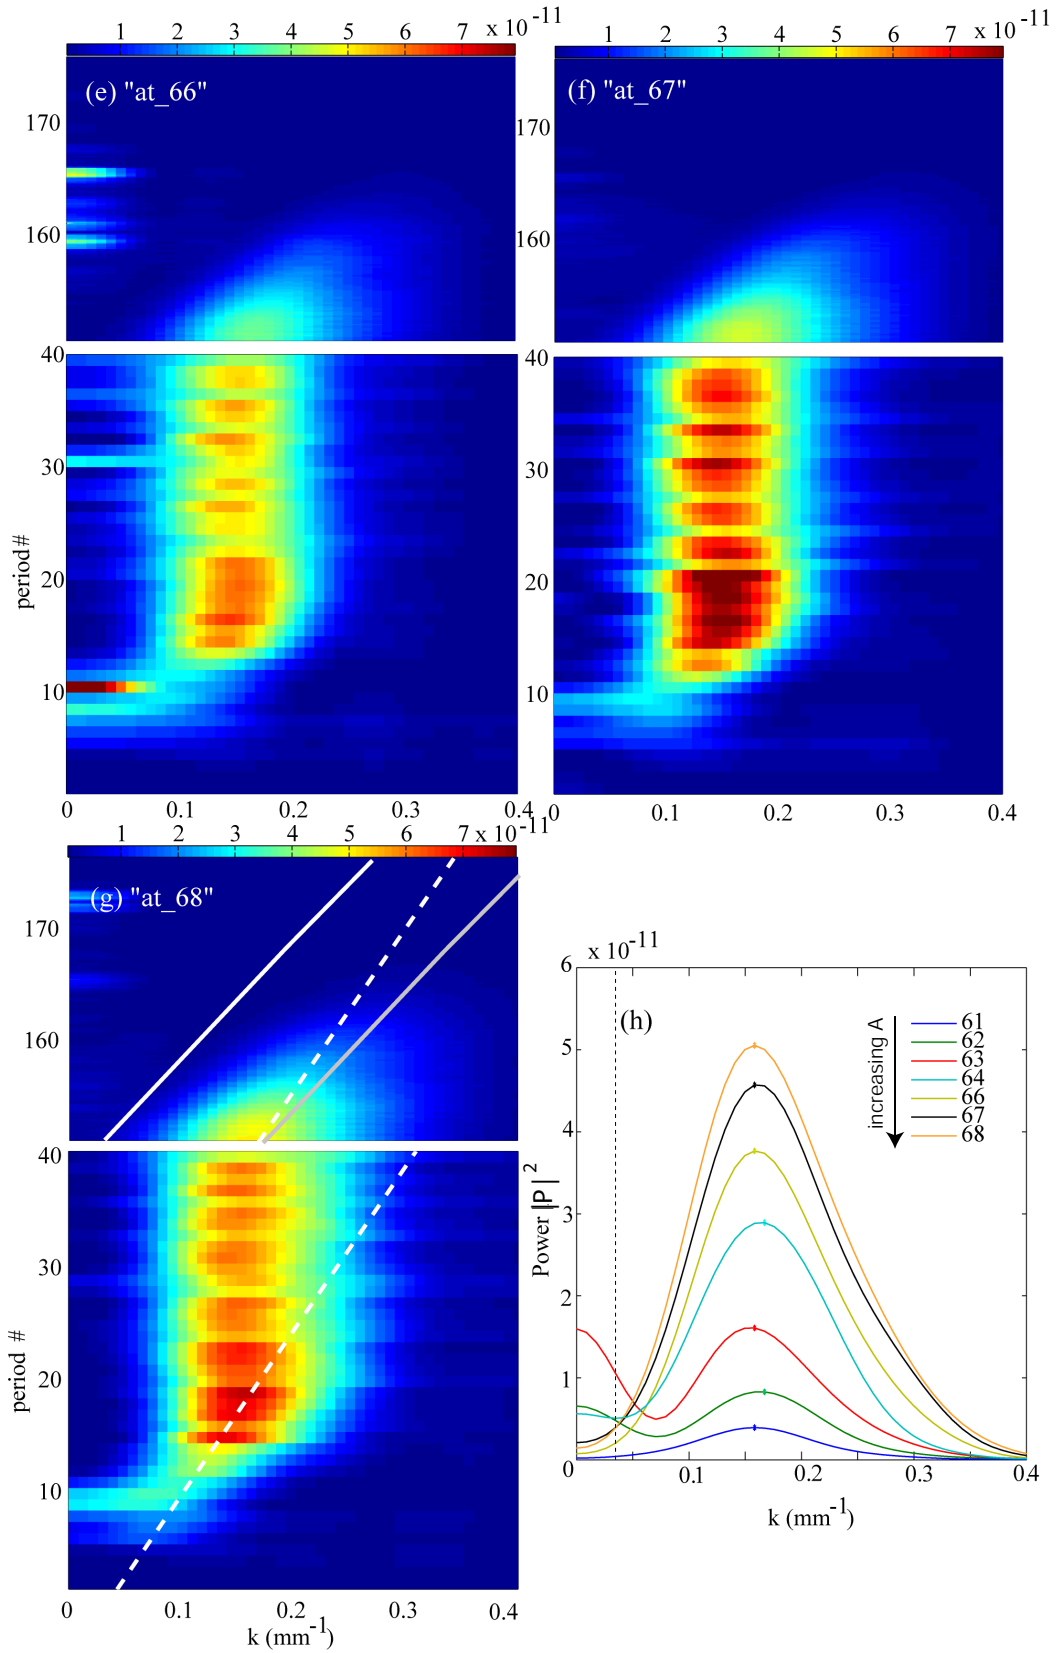 1 2 3 4 5 6 7 x 10 -11
(e) "at_66"
170
160
40
30
20
10
period#
0 0.1 0.2 0.3 0.4
1 2 3 4 5 6 7 x 10 -11
(f) "at_67"
170
160
40
30
20
10
0 0.1 0.2 0.3 0.4
1 2 3 4 5 6 7 x 10 -11
(g) "at_68"
170
160
40
30
20
10
period #
0 0.1 0.2 0.3 0.4
k (mm-1)
x 10 -11
(h)
6
5
4
3
2
1
0 0.1 0.2 0.3 0.4
Power |P| 2
increasing A
61
62
63
64
66
67
68
k (mm-1)